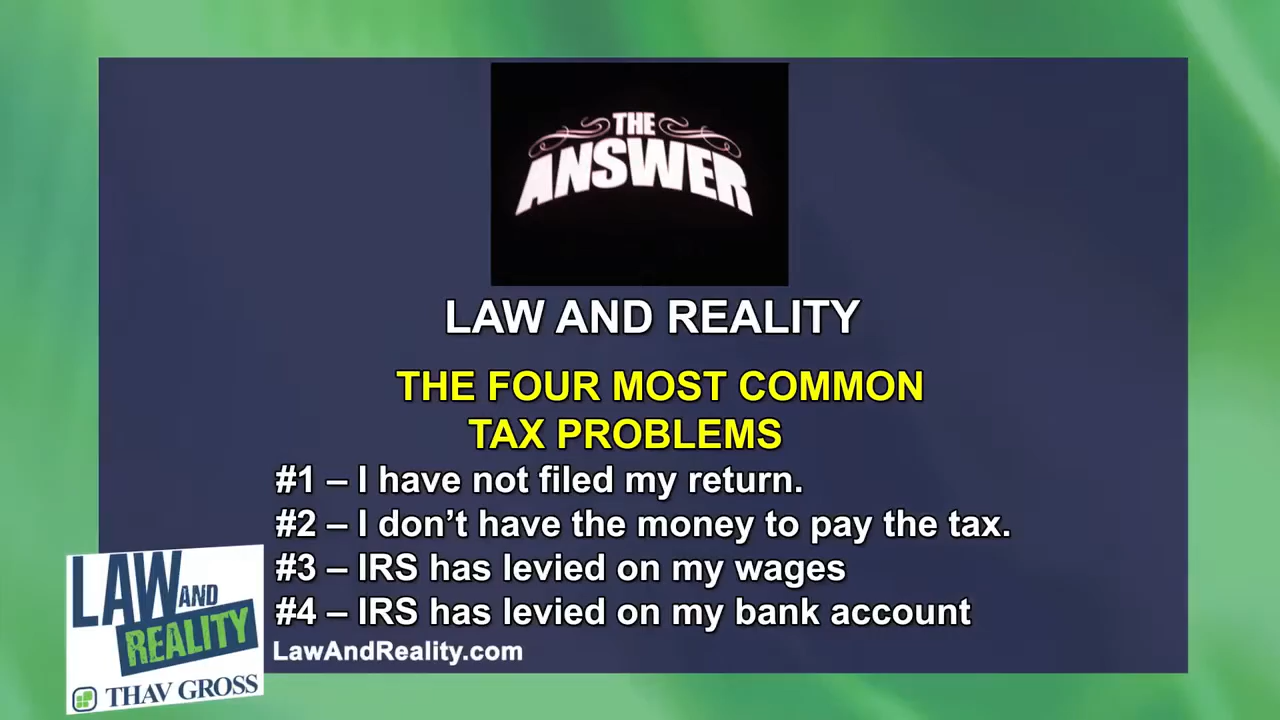 THE
ANSWER
LAW AND REALITY
THE FOUR MOST COMMON
TAX PROBLEMS
#1 – I have not filed my return.
#2 – I don’t have the money to pay the tax.
#3 – IRS has levied on my wages
#4 – IRS has levied on my bank account
LawAndReality.com
LAW AND
REALITY
THAV GROSS